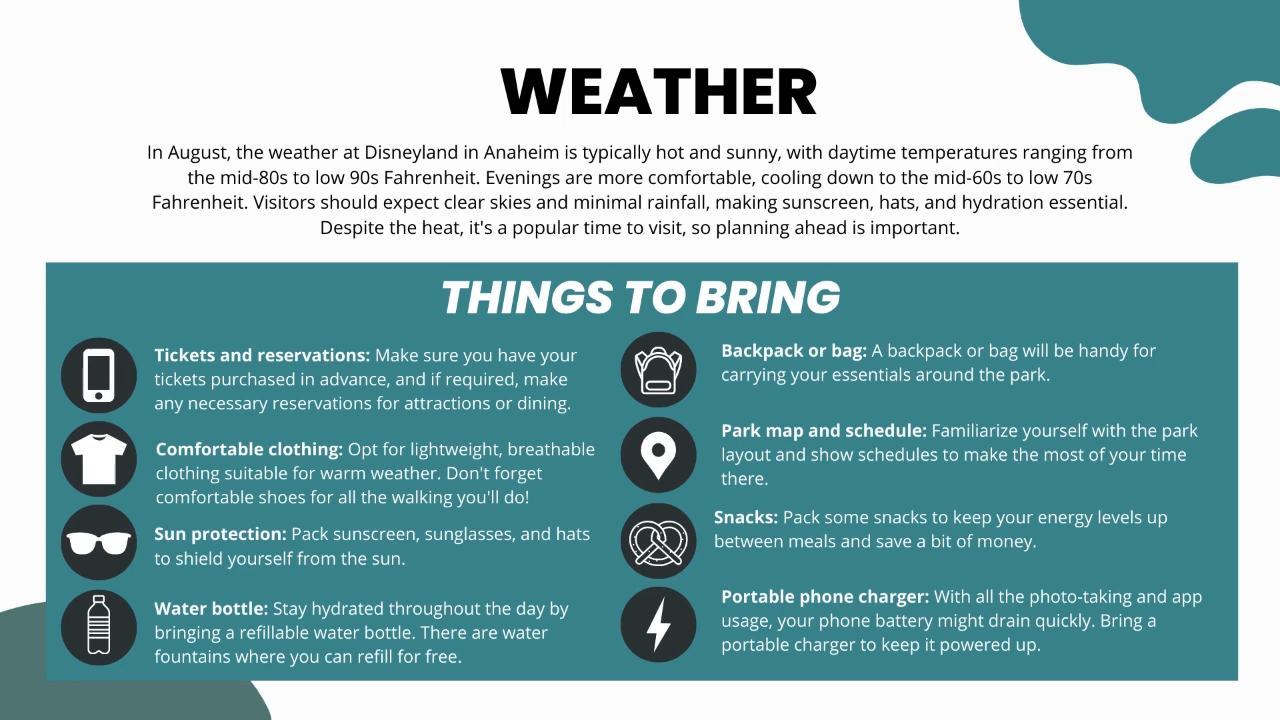 WEATHER
In August, the weather at Disneyland in Anaheim is typically hot and sunny, with daytime temperatures ranging from
the mid-80s to low 90s Fahrenheit. Evenings are more comfortable, cooling down to the mid-60s to low 70s
Fahrenheit. Visitors should expect clear skies and minimal rainfall, making sunscreen, hats, and hydration essential.
Despite the heat, it's a popular time to visit, so planning ahead is important.
THINGS TO BRING
Tickets and reservations: Make sure you have your
tickets purchased in advance, and if required, make
any necessary reservations for attractions or dining.
Comfortable clothing: Opt for lightweight, breathable
clothing suitable for warm weather. Don't forget
comfortable shoes for all the walking you'll do!
Sun protection: Pack sunscreen, sunglasses, and hats
to shield yourself from the sun.
Water bottle: Stay hydrated throughout the day by
bringing a refillable water bottle. There are water
fountains where you can refill for free.
Backpack or bag: A backpack or bag will be handy for
carrying your essentials around the park.
Park map and schedule: Familiarize yourself with the park
layout and show schedules to make the most of your time
there.
Snacks: Pack some snacks to keep your energy levels up
between meals and save a bit of money.
Portable phone charger: With all the photo-taking and app
usage, your phone battery might drain quickly. Bring a
portable charger to keep it powered up.